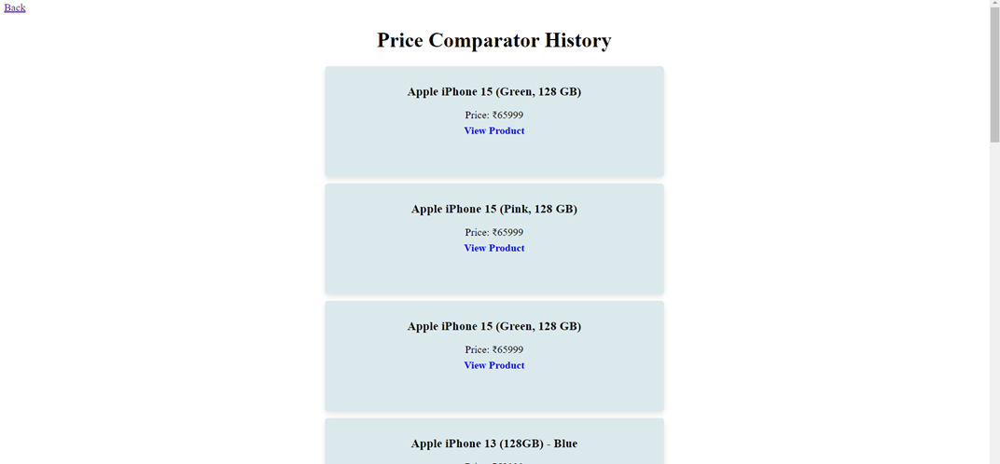 Back
Price Comparator History
Apple iPhone 15 (Green, 128 GB)
Price: ₹65999
View Product
Apple iPhone 15 (Pink, 128 GB)
Price: ₹65999
View Product
Apple iPhone 15 (Green, 128 GB)
Price: ₹65999
View Product
Apple iPhone 13 (128GB) - Blue